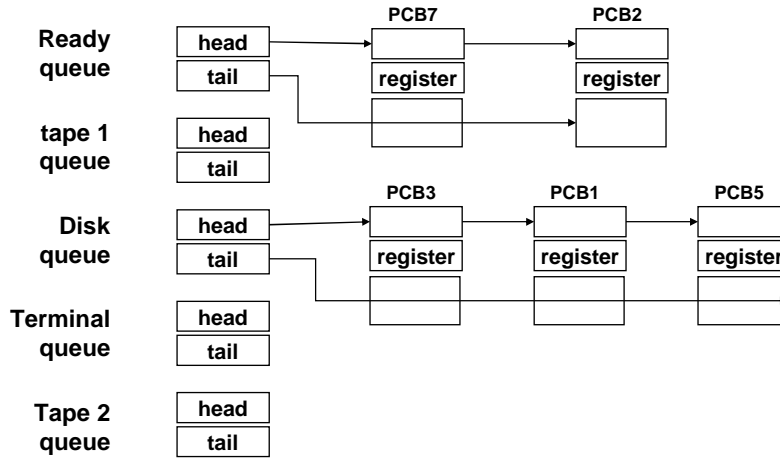 PCB7
PCB2
Ready
queue
head
tail
register
register
tape 1
queue
head
tail
PCB3
PCB1
PCB5
Disk
queue
head
tail
register
register
register
Terminal
queue
head
tail
Tape 2
queue
head
tail